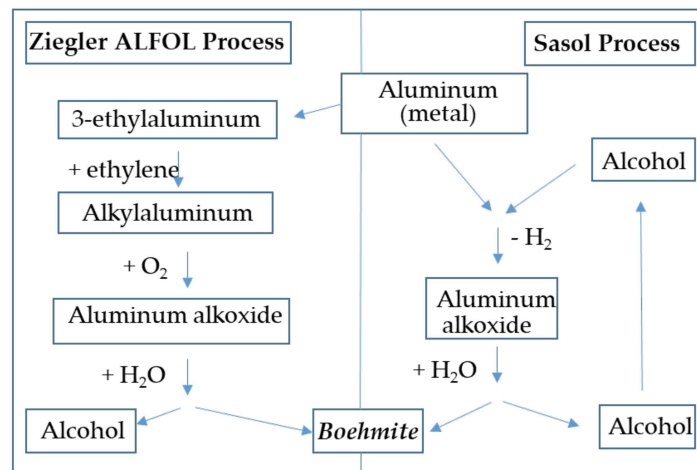 Ziegler ALFOL Process
Sasol Process
Aluminum
(metal)
3-ethylaluminum
+ ethylene
Alcohol
Alkylaluminum
- H₂
+ O₂
Aluminum alkoxide
Aluminum
alkoxide
+ H₂O
+ H₂O
Alcohol
Boehmite
Alcohol